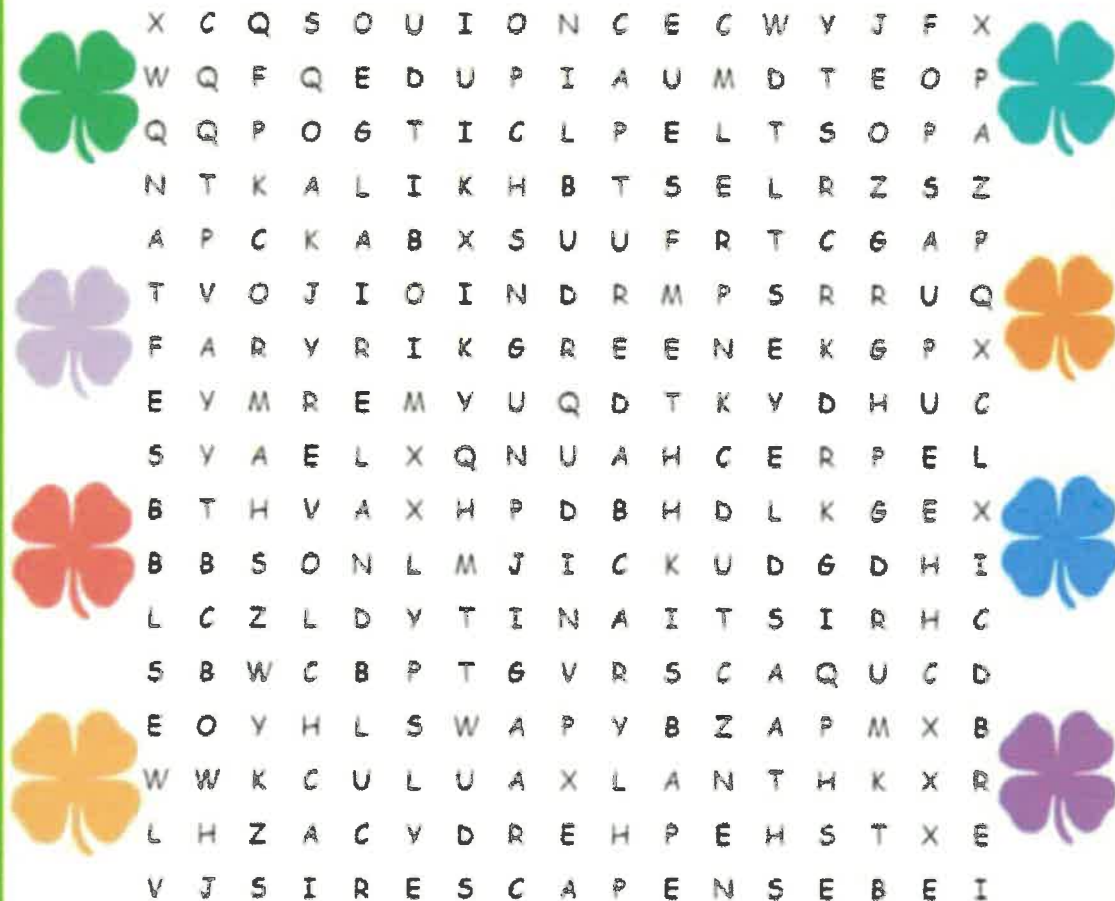 X C Q S O U I O N C E C W Y J F X
W Q F Q E D U P I A U M D T E O P
Q Q P O G T I C L P E L T S O P A
N T K A L I K H B T S E L R Z S Z
A P C K A B X S U U F R T C G A P
T V O J I O I N D R M P S R R U Q
F A R Y R I K G R E E N E K G P X
E Y M R E M Y U Q D T K Y D H U C
S Y A E L X Q N U A H C E R P E L
B T H V A X H P D B H D L K G E X
B B S O N L M J I C K U D G D H I
L C Z L D Y T I N A I T S I R H C
S B W C B P T G V R S C A Q U C D
E O Y H L S W A P Y B Z A P M X B
W W K C U L U A X L A N T H K X R
L H Z A C Y D R E H P E H S T X E
V J S I R E S C A P E N S E B E I